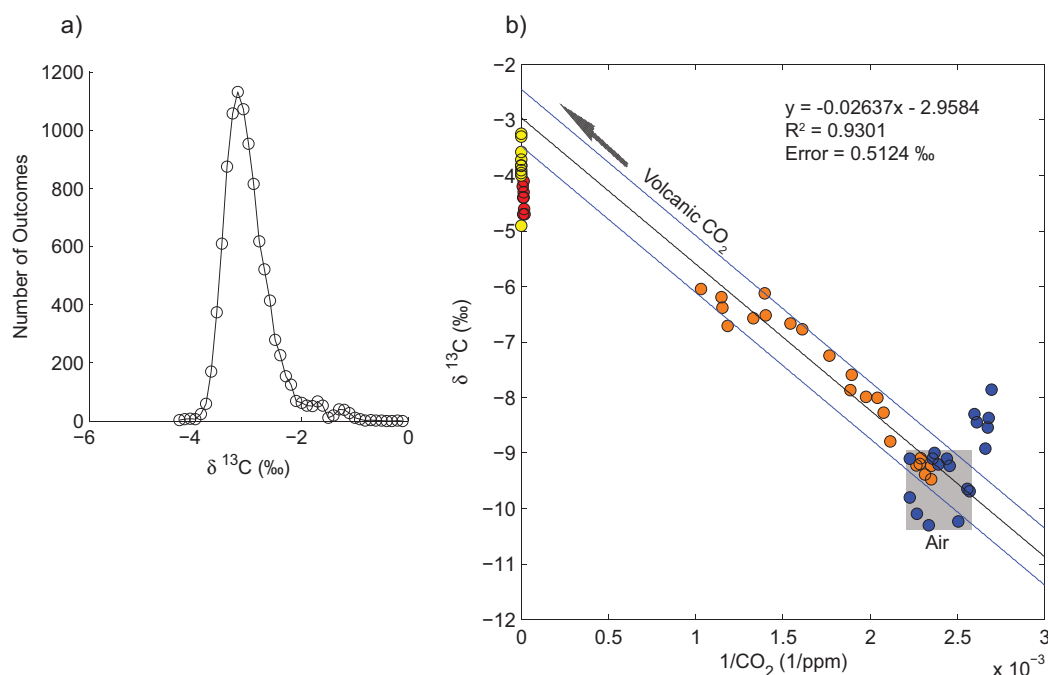 a)
1200
1000
800
600
400
200
0
−6
−4
−2
0
Number of Outcomes
δ 13C (‰)
b)
−2
−3
−4
−5
−6
−7
−8
−9
−10
−11
−12
δ 13C (‰)
y = -0.02637x - 2.9584
R2 = 0.9301
Error = 0.5124 ‰
Volcanic CO2
Air
0
0.5
1
1.5
2
2.5
3
1/CO2 (1/ppm)
x 10−3